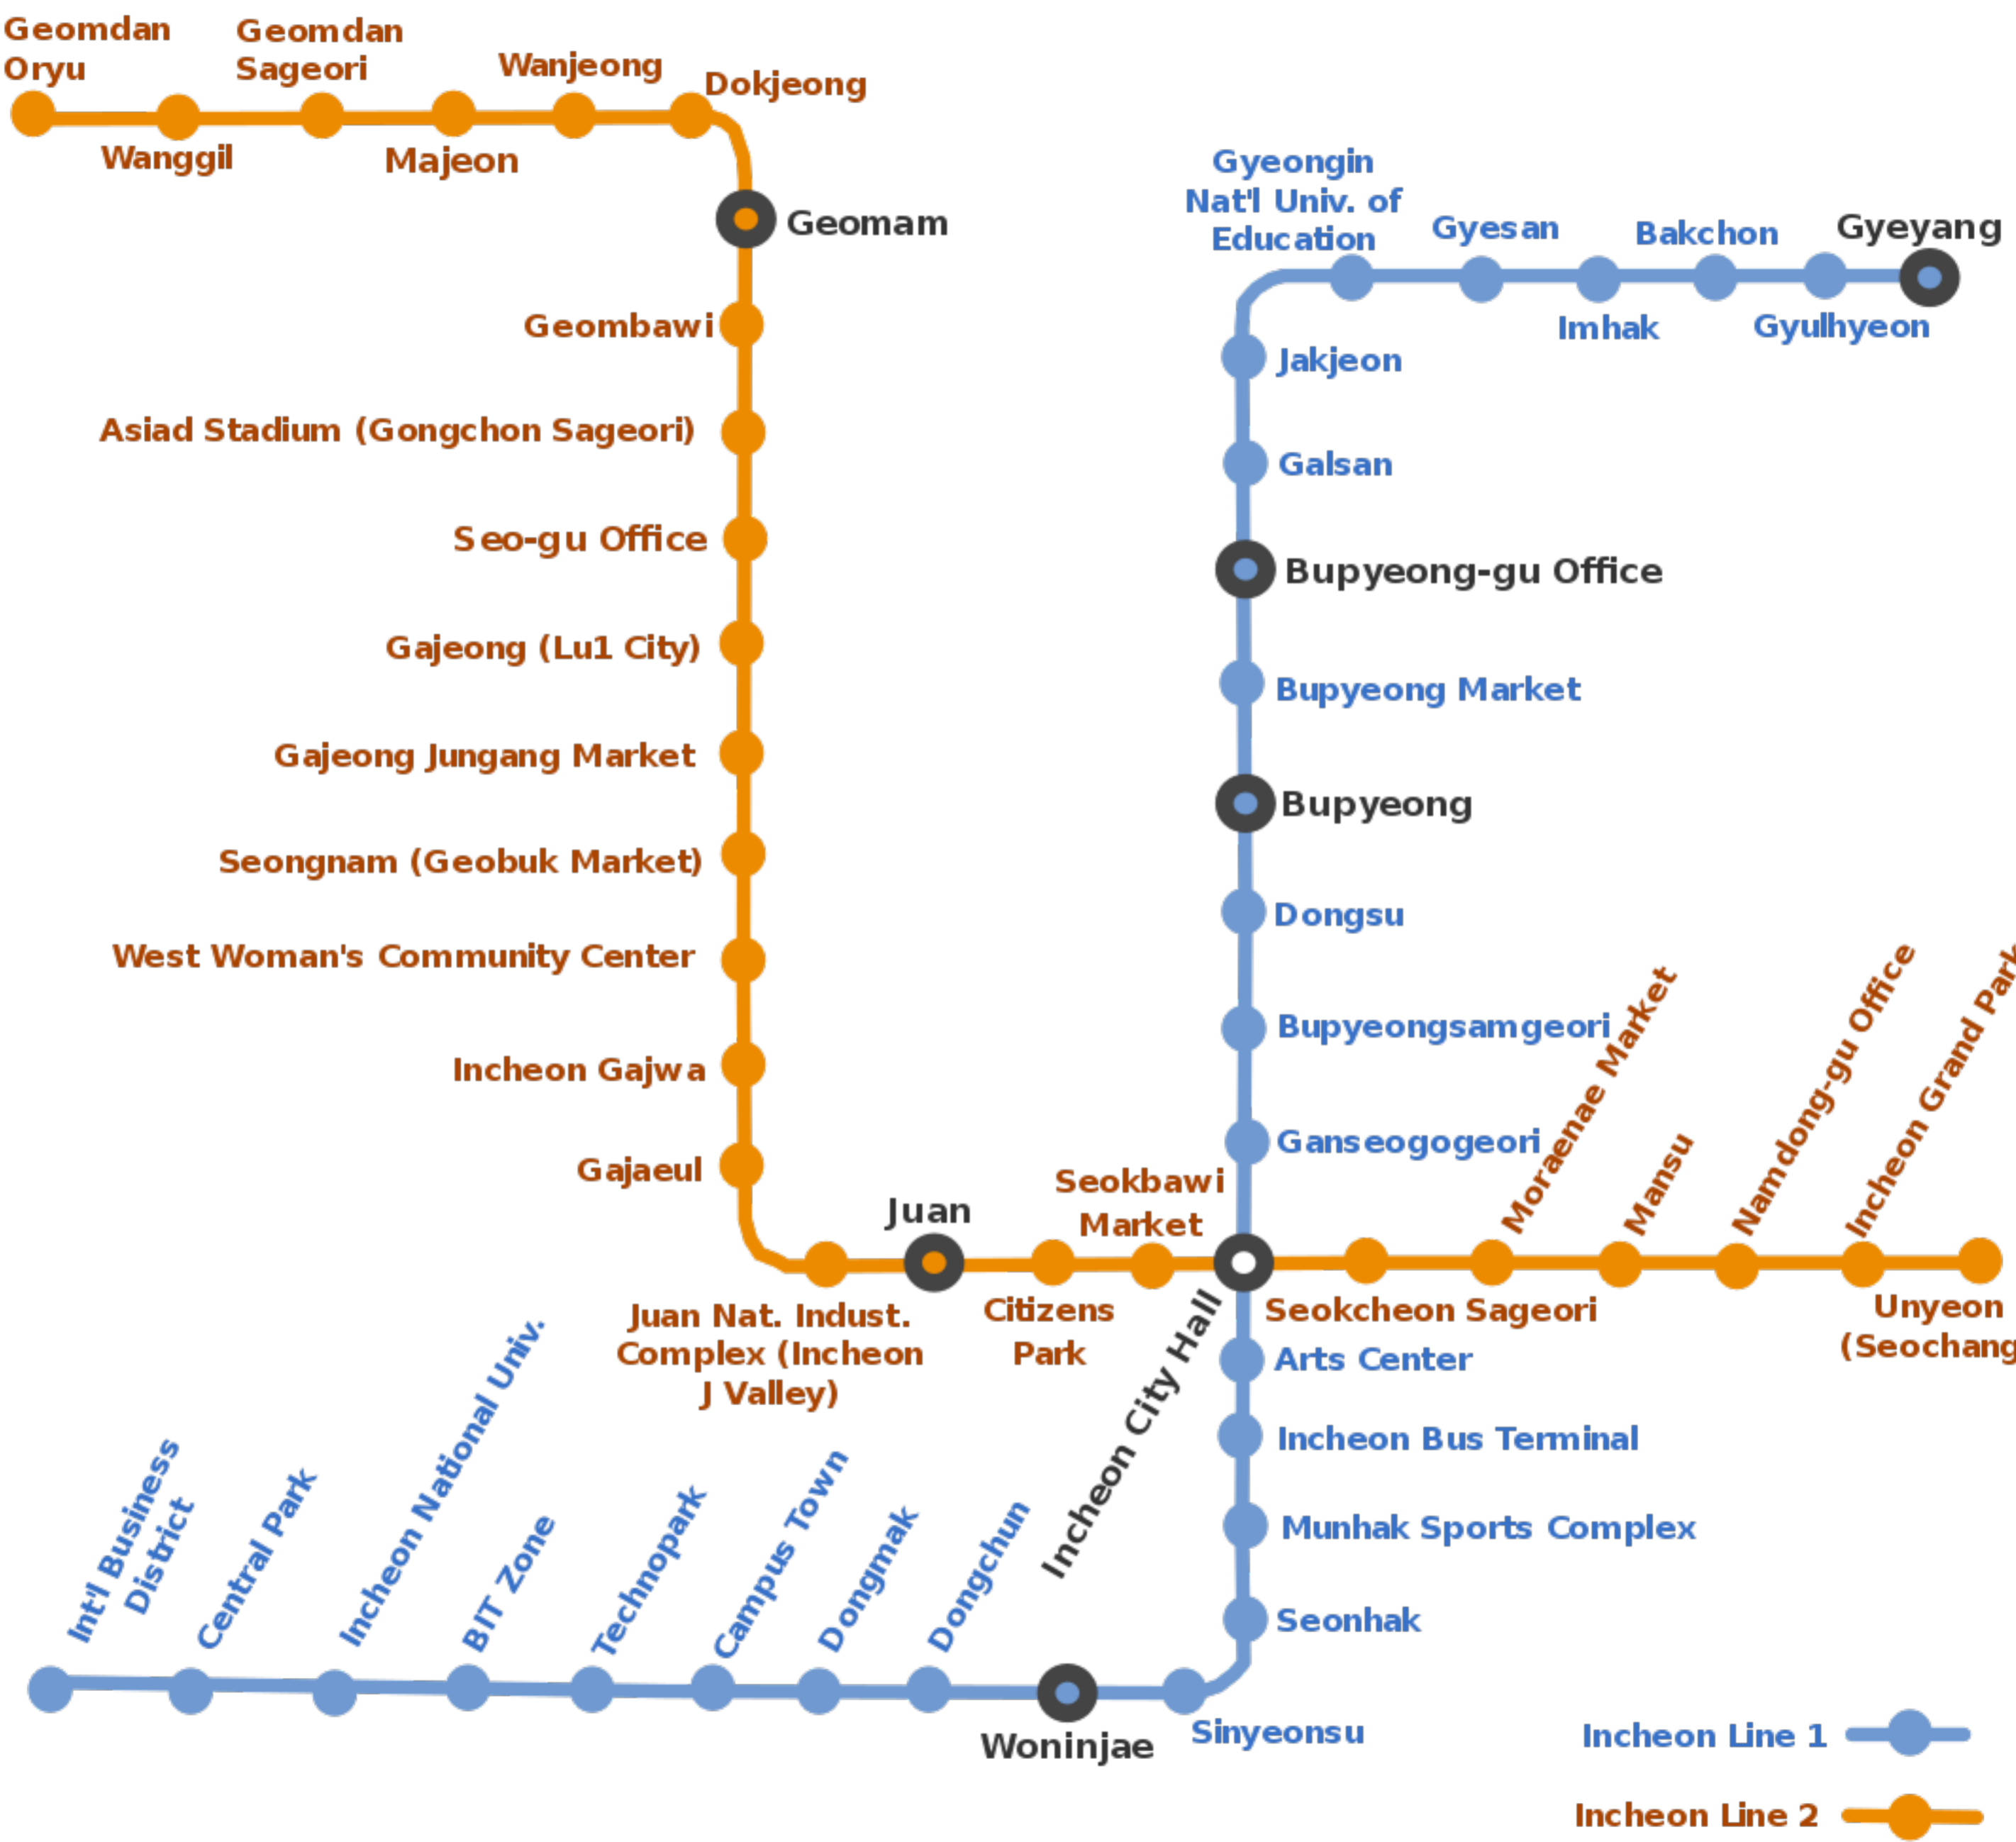 Geomdan
Oryu
Geomdan
Sageori
Wanjeong
Dokjeong
Wanggil
Majeon
Geomam
Gyeongin
Nat'l Univ. of
Education
Gyesan
Bakchon
Gyeyang
Imhak
Gyulhyeon
Geombawi
Jakjeon
Asiad Stadium (Gongchon Sageori)
Galsan
Seo-gu Office
Bupyeong-gu Office
Gajeong (Lu1 City)
Bupyeong Market
Gajeong Jungang Market
Bupyeong
Seongnam (Geobuk Market)
Dongsu
West Woman's Community Center
Bupyeongsamgeori
Incheon Gajwa
Ganseogogeori
Gajaeul
Moraenae Market
Mansu
Namdong-gu Office
Incheon Grand Park
Juan
Seokbawi
Market
Juan Nat. Indust.
Complex (Incheon
J Valley)
Citizens
Park
Incheon City Hall
Seokcheon Sageori
Unyeon
(Seochang
Arts Center
Incheon Bus Terminal
Munhak Sports Complex
Seonhak
Int'l Business
District
Central Park
Incheon National Univ.
BIT Zone
Technopark
Campus Town
Dongmak
Dongchun
Woninjae
Sinyeonsu
Incheon Line 1
Incheon Line 2